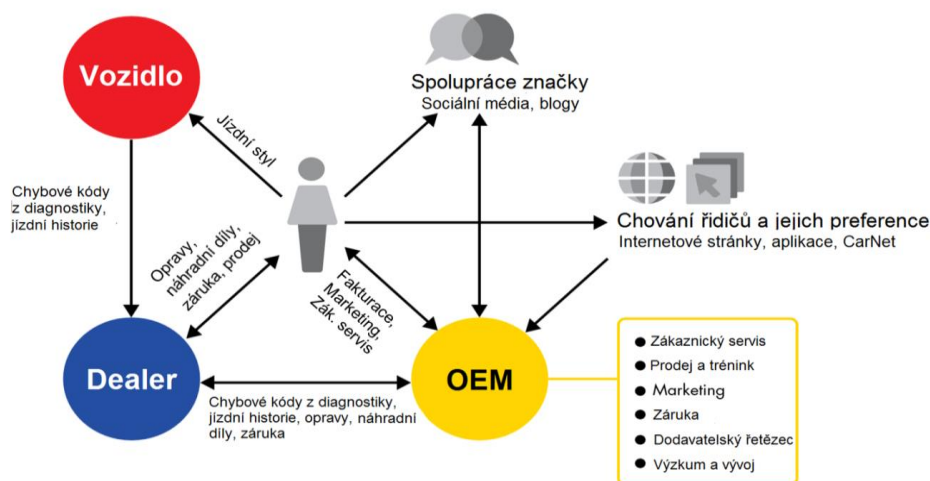 Vozidlo
Spolupráce značky
Sociální média, blogy
Jízdní styl
Chybové kódy
z diagnostiky,
jízdní historie
Chování řidičů a jejich preference
Internetové stránky, aplikace, CarNet
Opravy,
náhradní díly,
záruka, prodej
Fakturace,
Marketing,
Zák. servis
Dealer
OEM
Chybové kódy z diagnostiky,
jízdní historie, opravy, náhradní
díly, záruka
Zákaznický servis
Prodej a trénink
Marketing
Záruka
Dodavatelský řetězec
Výzkum a vývoj